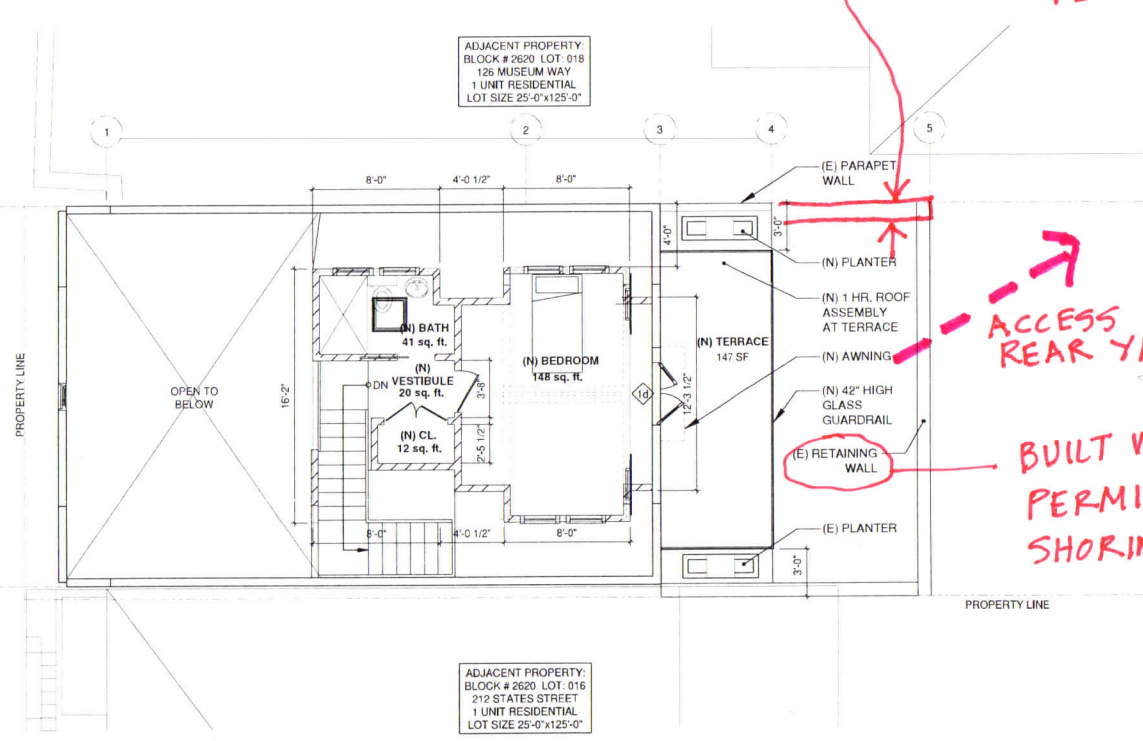 ADJACENT PROPERTY:
BLOCK # 2620 LOT: 018
126 MUSEUM WAY
1 UNIT RESIDENTIAL
LOT SIZE 25'-0"x125'-0"
1
2
3
4
5
8'-0"
4'-0 1/2"
8'-0"
(E) PARAPET
WALL
4'-0"
3'-0"
(N) PLANTER
(N) 1 HR. ROOF
ASSEMBLY
AT TERRACE
ACCESS
REAR
(N) BATH
41 sq. ft.
(N) TERRACE
147 SF
(N) AWNING
(N) BEDROOM
148 sq. ft.
(N)
VESTIBULE
20 sq. ft.
DN
3'-8"
1d
12'-3 1/2"
OPEN TO
BELOW
16'-2"
PROPERTY LINE
(N) 42" HIGH
GLASS
GUARDRAIL
(N) CL.
12 sq. ft.
2'-5 1/2"
(E) RETAINING
WALL
BUILT
(E) PLANTER
8'-0"
4'-0 1/2"
8'-0"
3'-0"
PROPERTY LINE
ADJACENT PROPERTY:
BLOCK # 2620 LOT: 016
212 STATES STREET
1 UNIT RESIDENTIAL
LOT SIZE 25'-0"x125'-0"